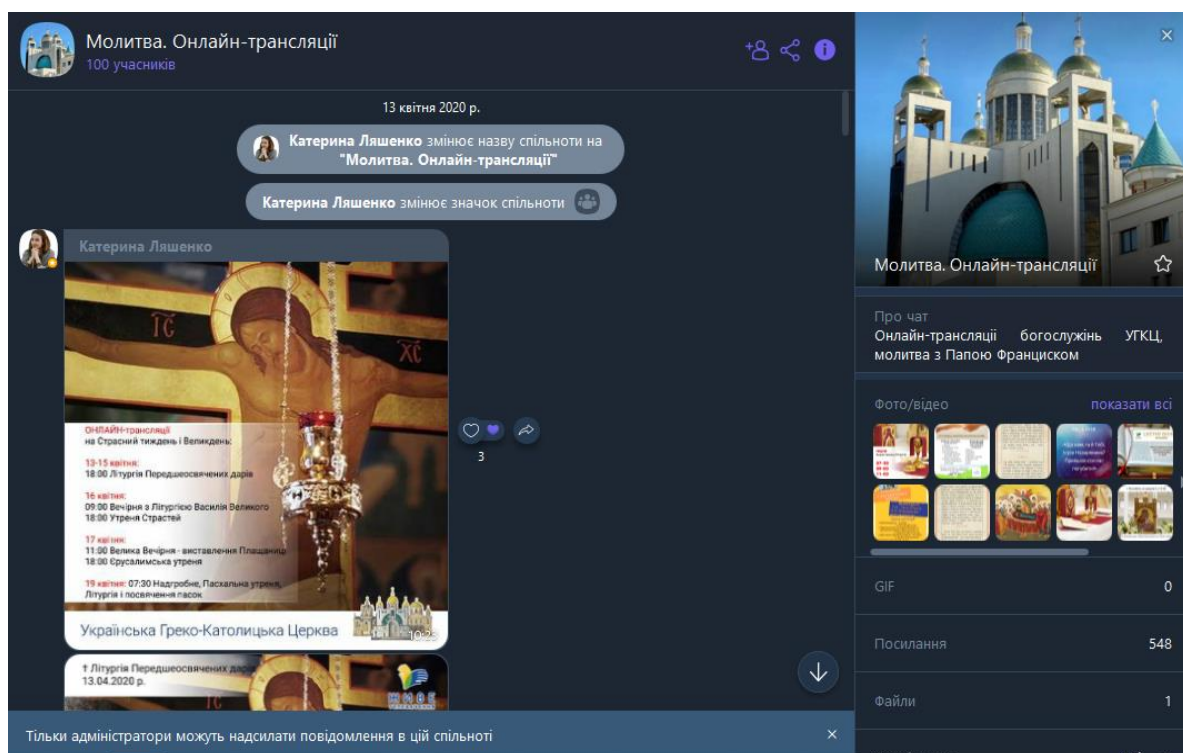 Молитва. Онлайн-трансляції
100 учасників
13 квітня 2020 р.
Катерина Ляшенко змінює назву спільноти на
"Молитва. Онлайн-трансляції"
Катерина Ляшенко змінює значок спільноти
Катерина Ляшенко
ІС
ХС
ОНЛАЙН-трансляції
на Страсний тиждень і Великдень:
13-15 квітня:
18:00 Літургія Передшеосвячених дарів
16 квітня:
09:00 Вечірня з Літургією Василія Великого
18:00 Утреня Страстей
17 квітня:
11:00 Велика Вечірня - виставлення Плащаниці
18:00 Єрусалимська утреня
19 квітня: 07:30 Надгробне, Пасхальна утреня,
Літургія і посвячення пасок
Українська Греко-Католицька Церква
10:23
3
† Літургія Передшеосвячених дарів
13.04.2020 р.
ЖИВЕ
ІС
Тільки адміністратори можуть надсилати повідомлення в цій спільноті
Молитва. Онлайн-трансляції
Про чат
Онлайн-трансляції богослужінь УГКЦ,
молитва з Папою Франциском
Фото/відео
показати всі
GIF
0
Посилання
548
Файли
1